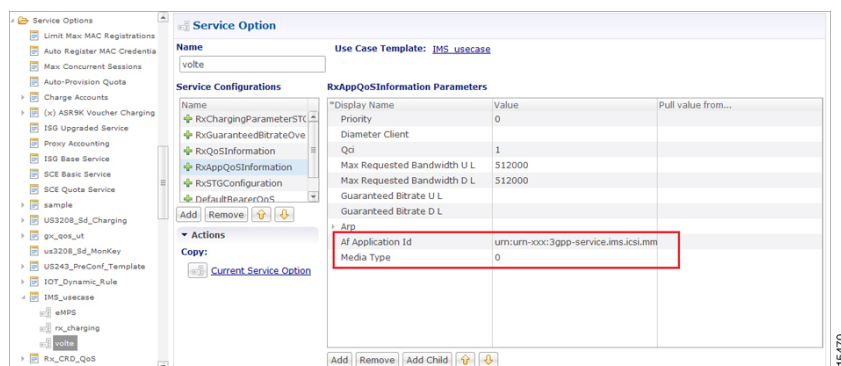 Service Options
Limit Max MAC Registrations
Auto Register MAC Credentia
Max Concurrent Sessions
Auto-Provision Quota
Charge Accounts
(x) ASR9K Voucher Charging
ISG Upgraded Service
Proxy Accounting
ISG Base Service
SCE Basic Service
SCE Quota Service
sample
US3208_Sd_Charging
gx_qos_ut
us3208_Sd_MonKey
US243_PreConf_Template
IOT_Dynamic_Rule
IMS_usecase
eMPS
rx_charging
volte
Rx_CRD_QoS
Service Option
Name
volte
Use Case Template: IMS_usecase
Service Configurations
Name
RxChargingParameterSTC
RxGuaranteedBitrateOve
RxQoSInformation
RxAppQoSInformation
RxSTGConfiguration
DefaultBearerQoS
Add Remove
Actions
Copy:
Current Service Option
RxAppQoSInformation Parameters
*Display Name Value Pull value from...
Priority 0
Diameter Client
Qci 1
Max Requested Bandwidth U L 512000
Max Requested Bandwidth D L 512000
Guaranteed Bitrate U L
Guaranteed Bitrate D L
Arp
Af Application Id urn:urn-xxx:3gpp-service.ims.icsi.mm
Media Type 0
Add Remove Add Child